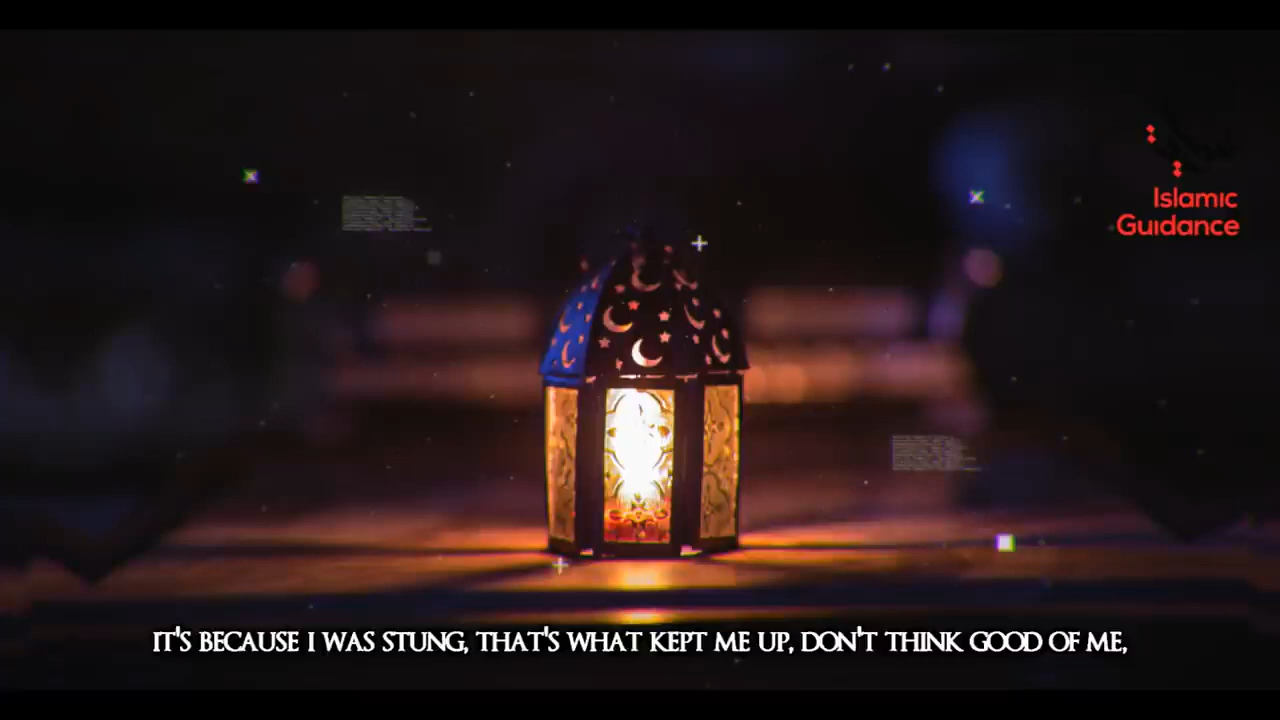 Islamic
Guidance
IT'S BECAUSE I WAS STUNG, THAT'S WHAT KEPT ME UP, DON'T THINK GOOD OF ME,